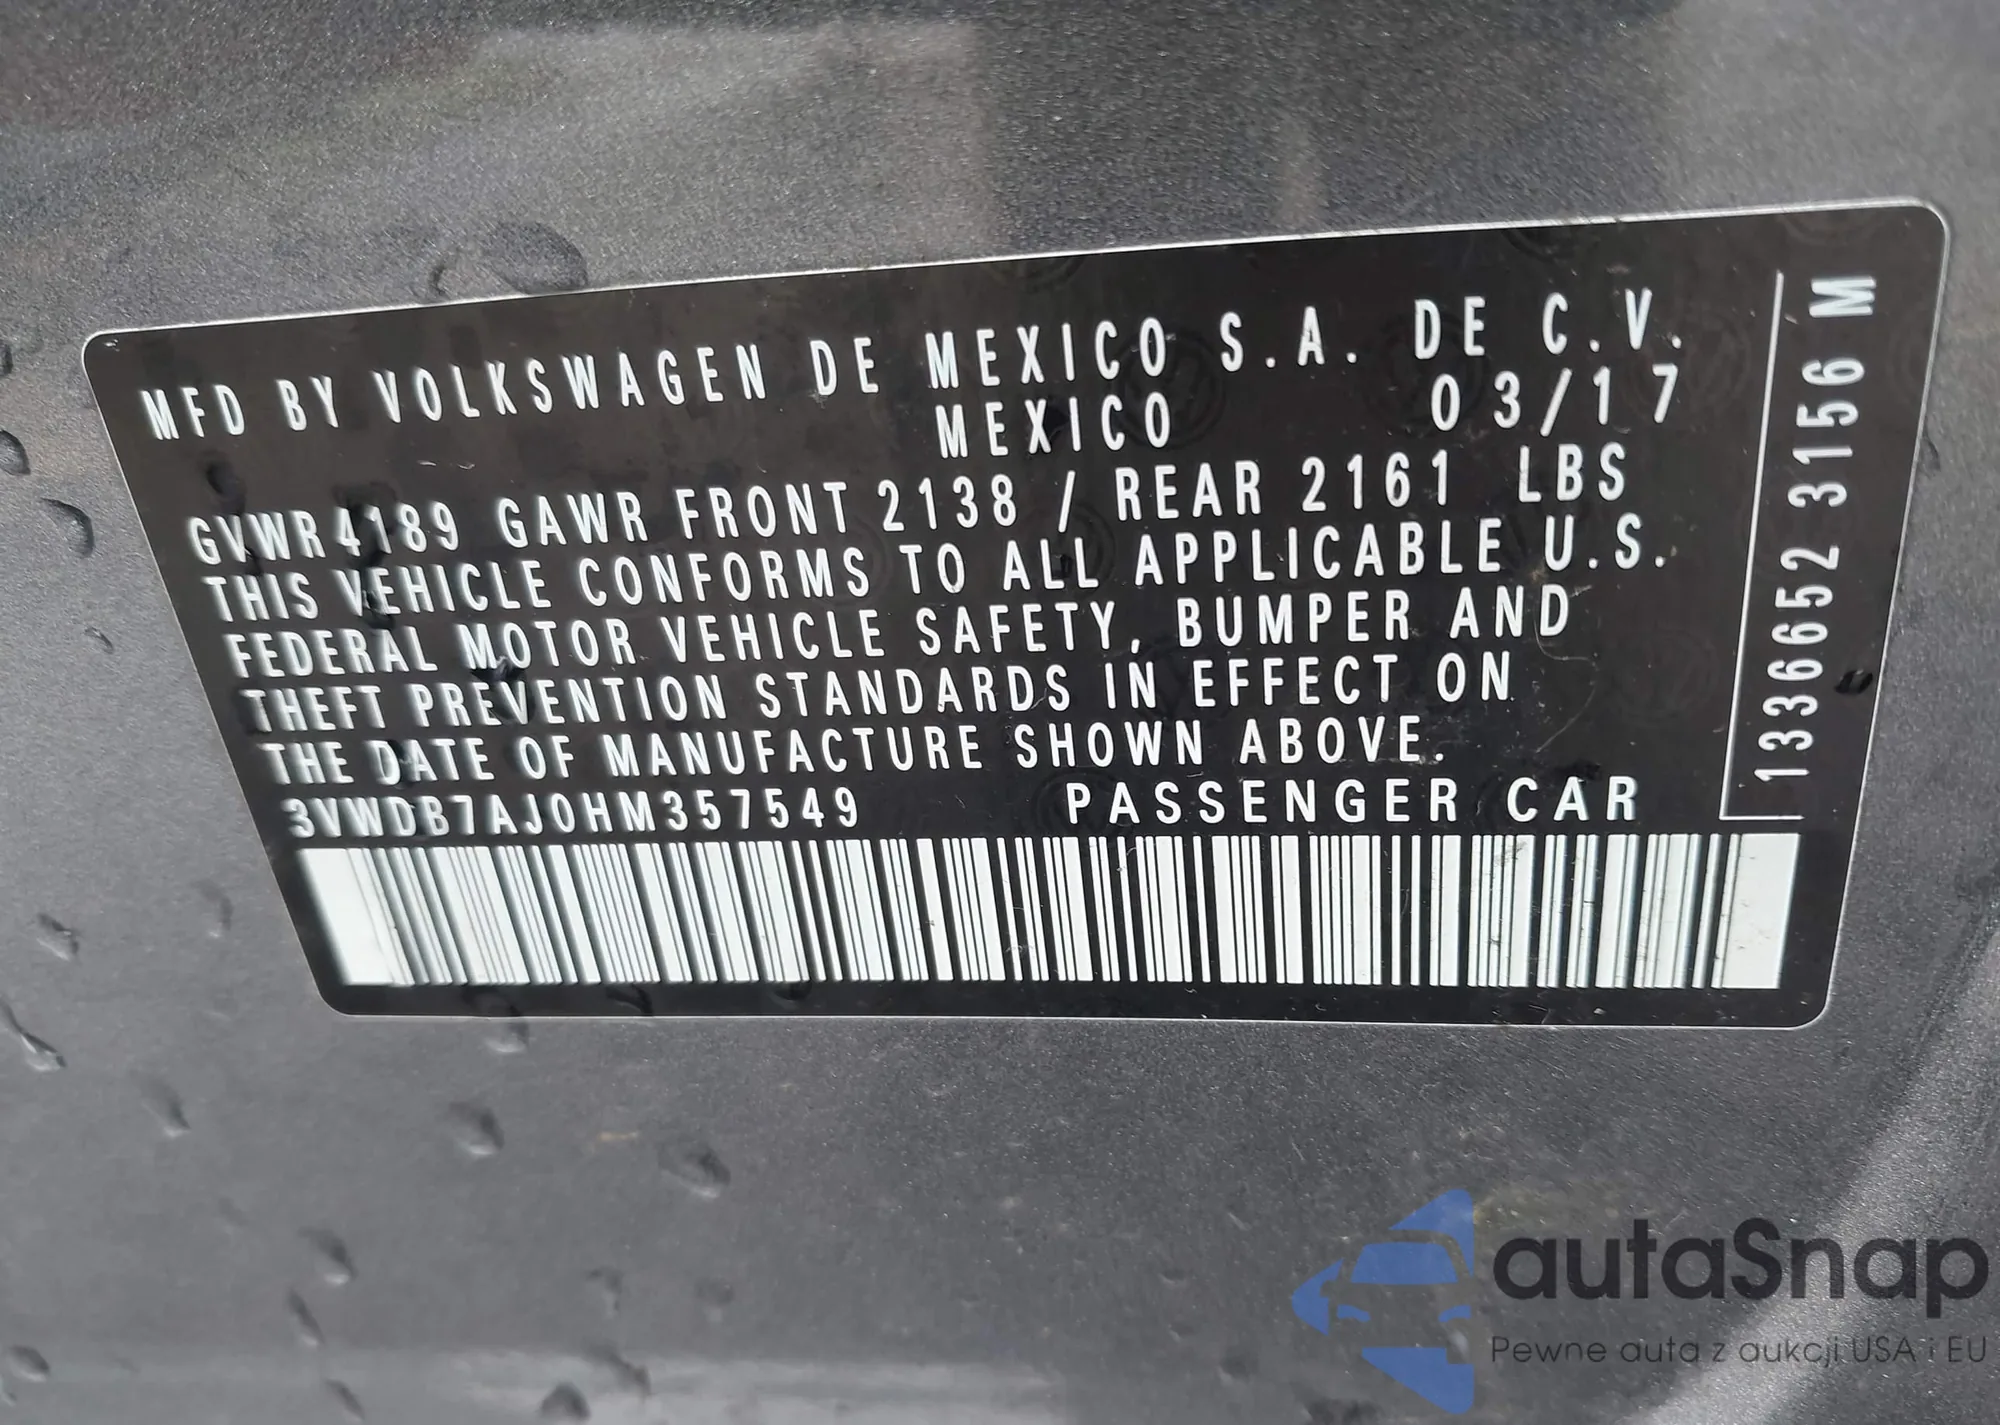 MFD BY VOLKSWAGEN DE MEXICO S.A. DE C.V.
MEXICO 03/17
GVWR 4189 GAWR FRONT 2138 / REAR 2161 LBS
THIS VEHICLE CONFORMS TO ALL APPLICABLE U.S.
FEDERAL MOTOR VEHICLE SAFETY, BUMPER AND
THEFT PREVENTION STANDARDS IN EFFECT ON
THE DATE OF MANUFACTURE SHOWN ABOVE.
3VWDB7AJ0HM357549 PASSENGER CAR
1336652 3156 M
autaSnap
Pewne auta z aukcji USA i EU